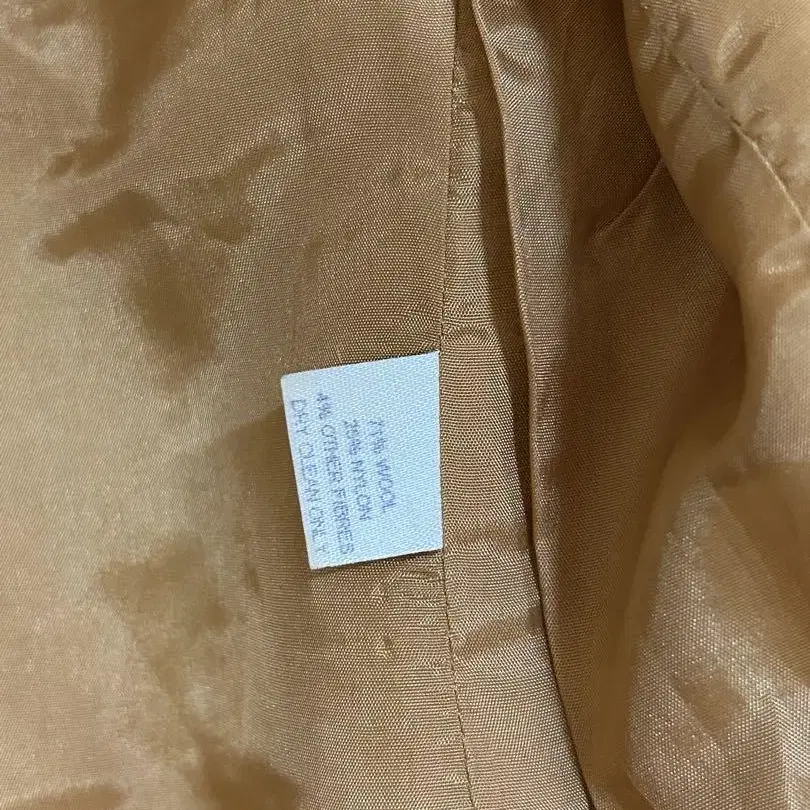 71% WOOL
25% NYLON
4% OTHER FIBRES
DRY CLEAN ONLY